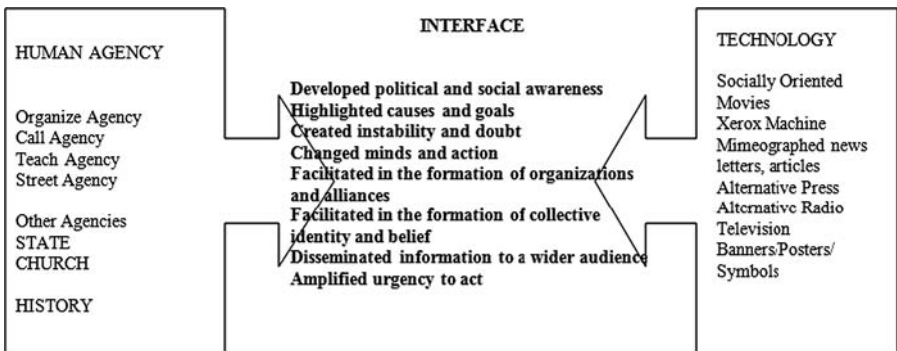 HUMAN AGENCY
Organize Agency
Call Agency
Teach Agency
Street Agency
Other Agencies
STATE
CHURCH
HISTORY
INTERFACE
Developed political and social awareness
Highlighted causes and goals
Created instability and doubt
Changed minds and action
Facilitated in the formation of organizations
and alliances
Facilitated in the formation of collective
identity and belief
Disseminated information to a wider audience
Amplified urgency to act
TECHNOLOGY
Socially Oriented
Movies
Xerox Machine
Mimeographed news
letters, articles
Alternative Press
Alternative Radio
Television
Banners/Posters/
Symbols